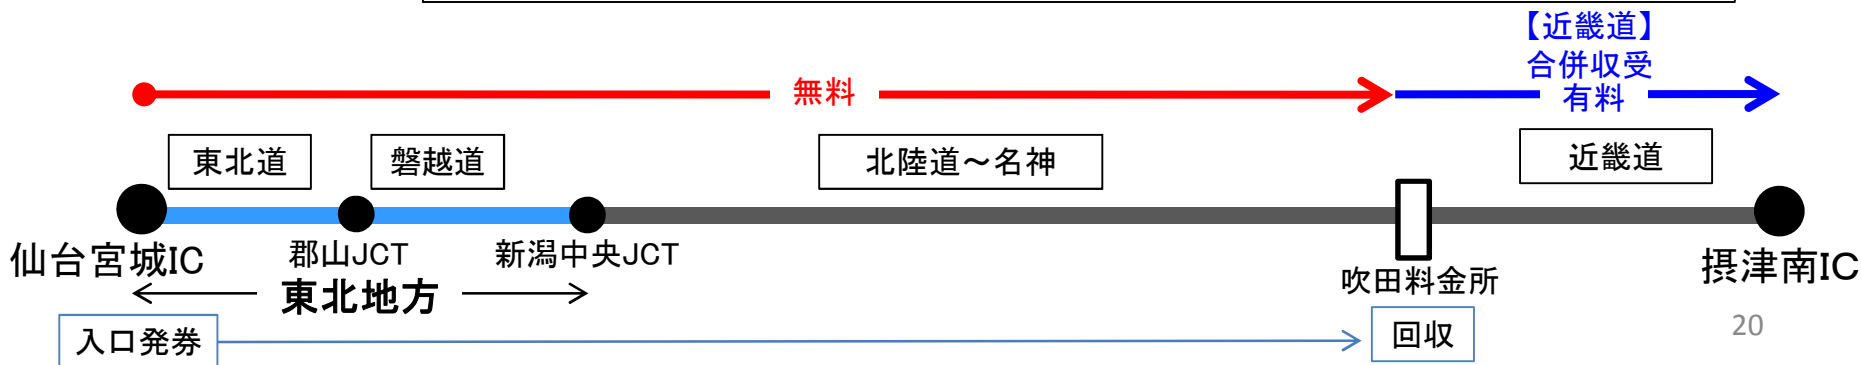 【近畿道】
合併収受
有料
無料
東北道
磐越道
北陸道～名神
近畿道
仙台宮城IC
郡山JCT
新潟中央JCT
吹田料金所
摂津南IC
東北地方
入口発券
回収
20